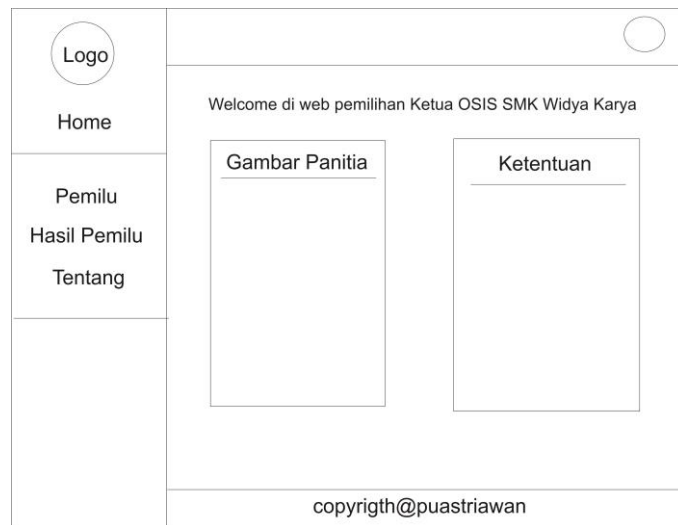 Logo
Home
Pemilu
Hasil Pemilu
Tentang
Welcome di web pemilihan Ketua OSIS SMK Widya Karya
Gambar Panitia
Ketentuan
copyrigth@puastriawan